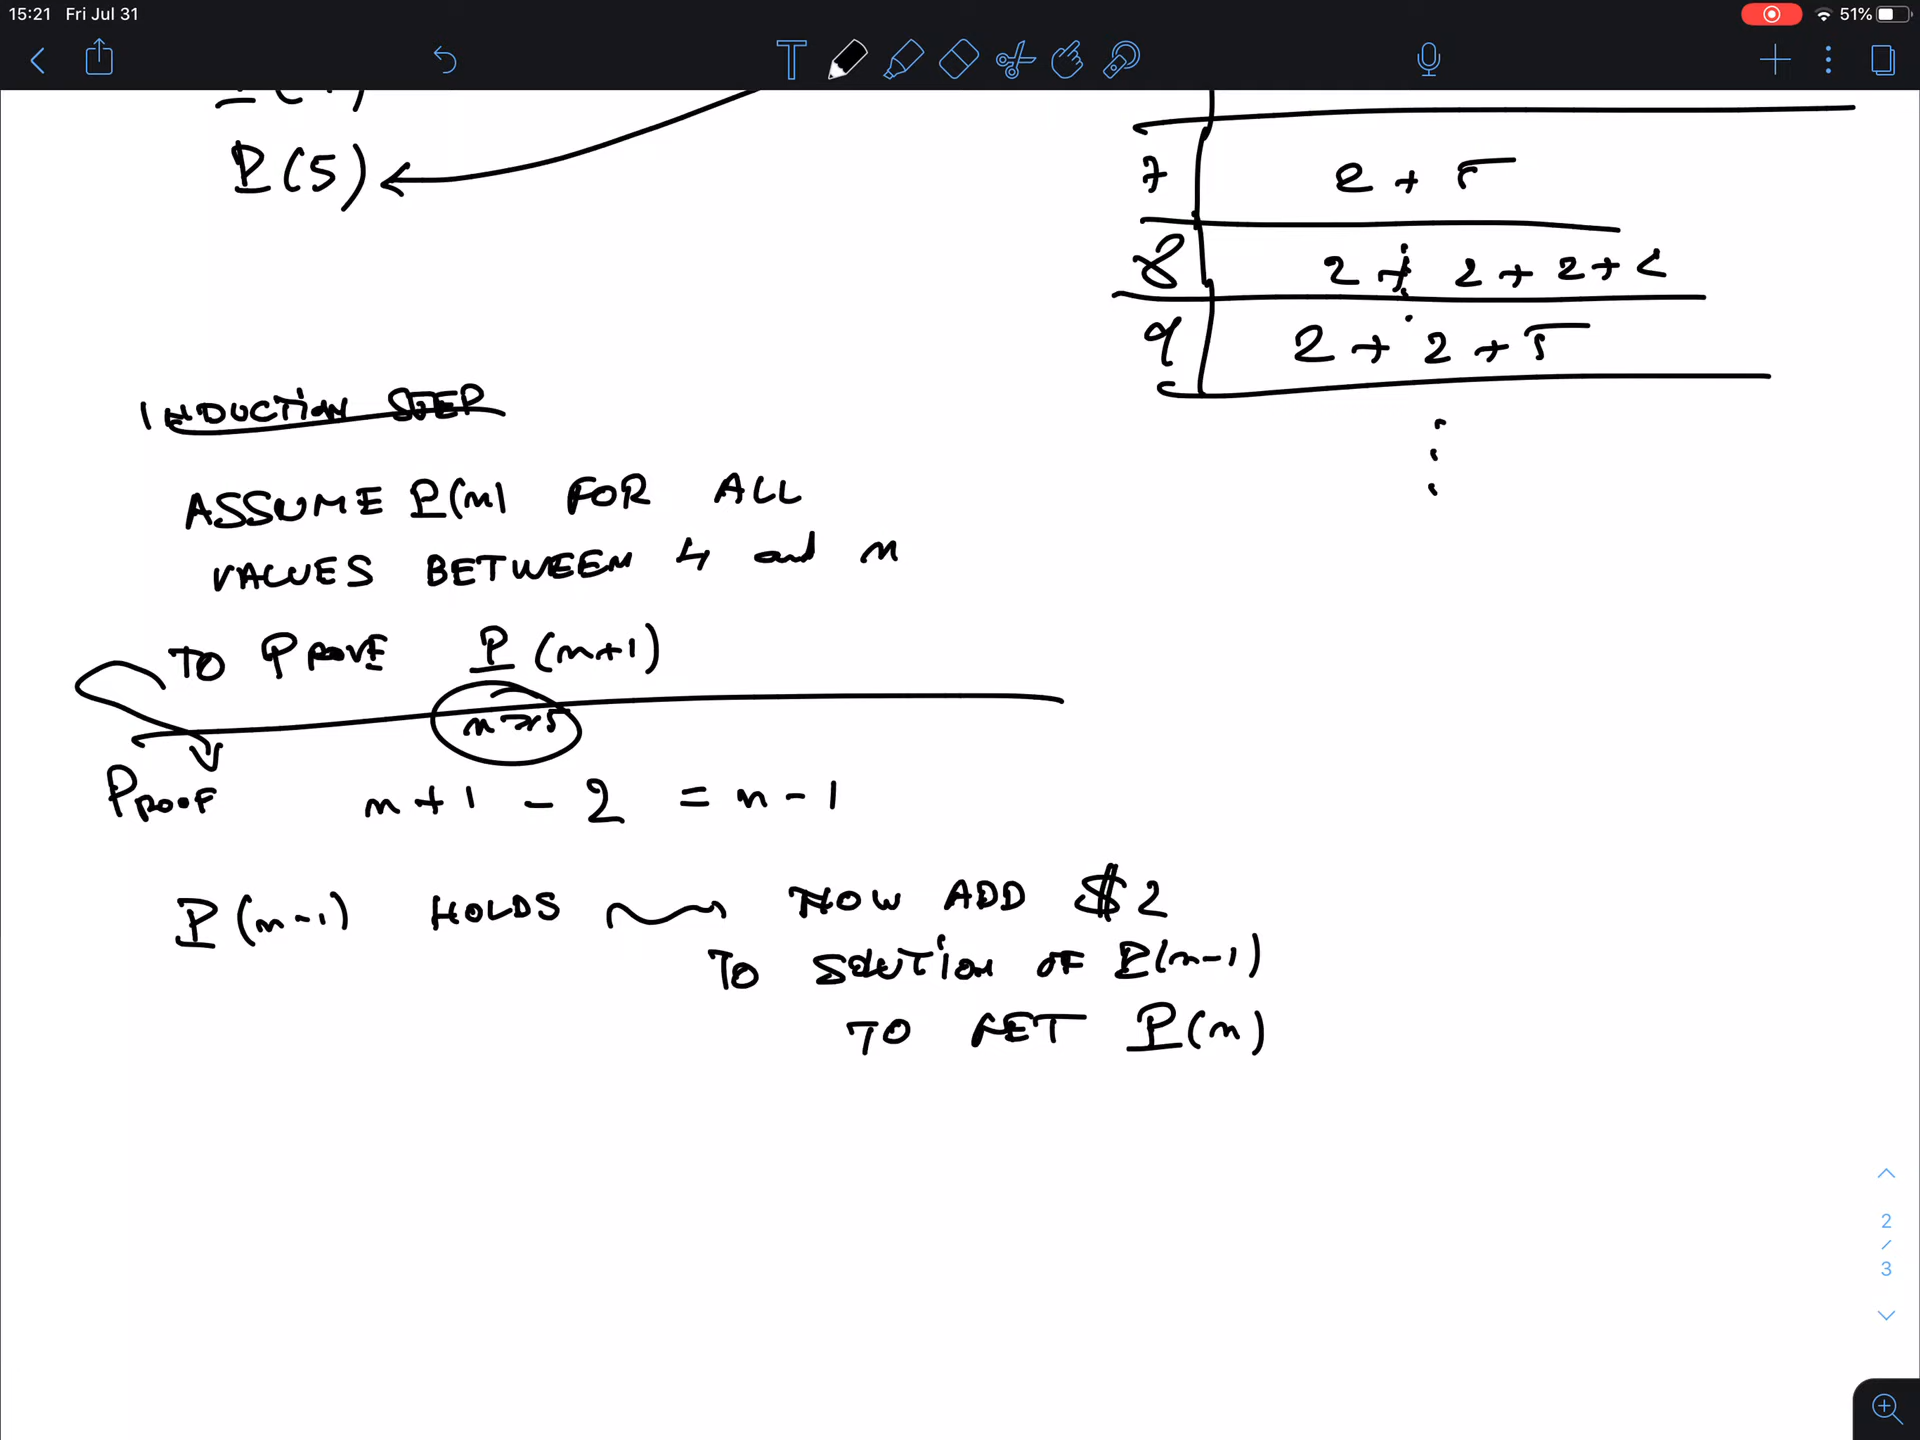 15:21 Fri Jul 31
51%
P(5)
7 2 + 5
8 2 + 2 + 2 + 2
9 2 + 2 + 5
INDUCTION STEP
ASSUME P(n) FOR ALL
VALUES BETWEEN 4 and n
TO PROVE P(n+1)
n ≥ 5
PROOF n + 1 - 2 = n - 1
P(n-1) HOLDS NOW ADD $2
TO SOLUTION OF P(n-1)
TO GET P(n)
2
/
3